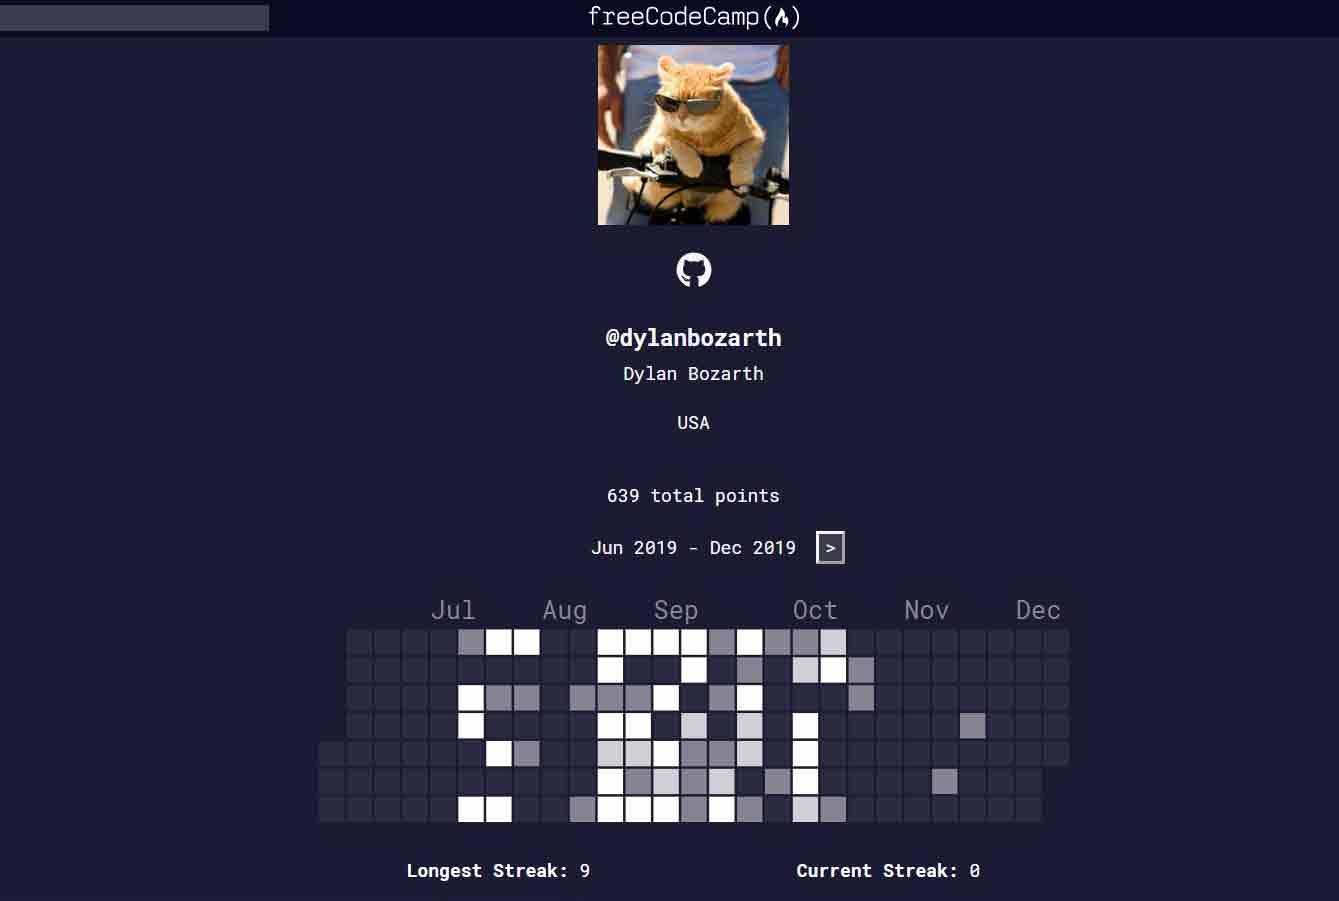 freeCodeCamp(🔥)
@dylanbozarth
Dylan Bozarth
USA
639 total points
Jun 2019 - Dec 2019 >
Jul Aug Sep Oct Nov Dec
Longest Streak: 9 Current Streak: 0